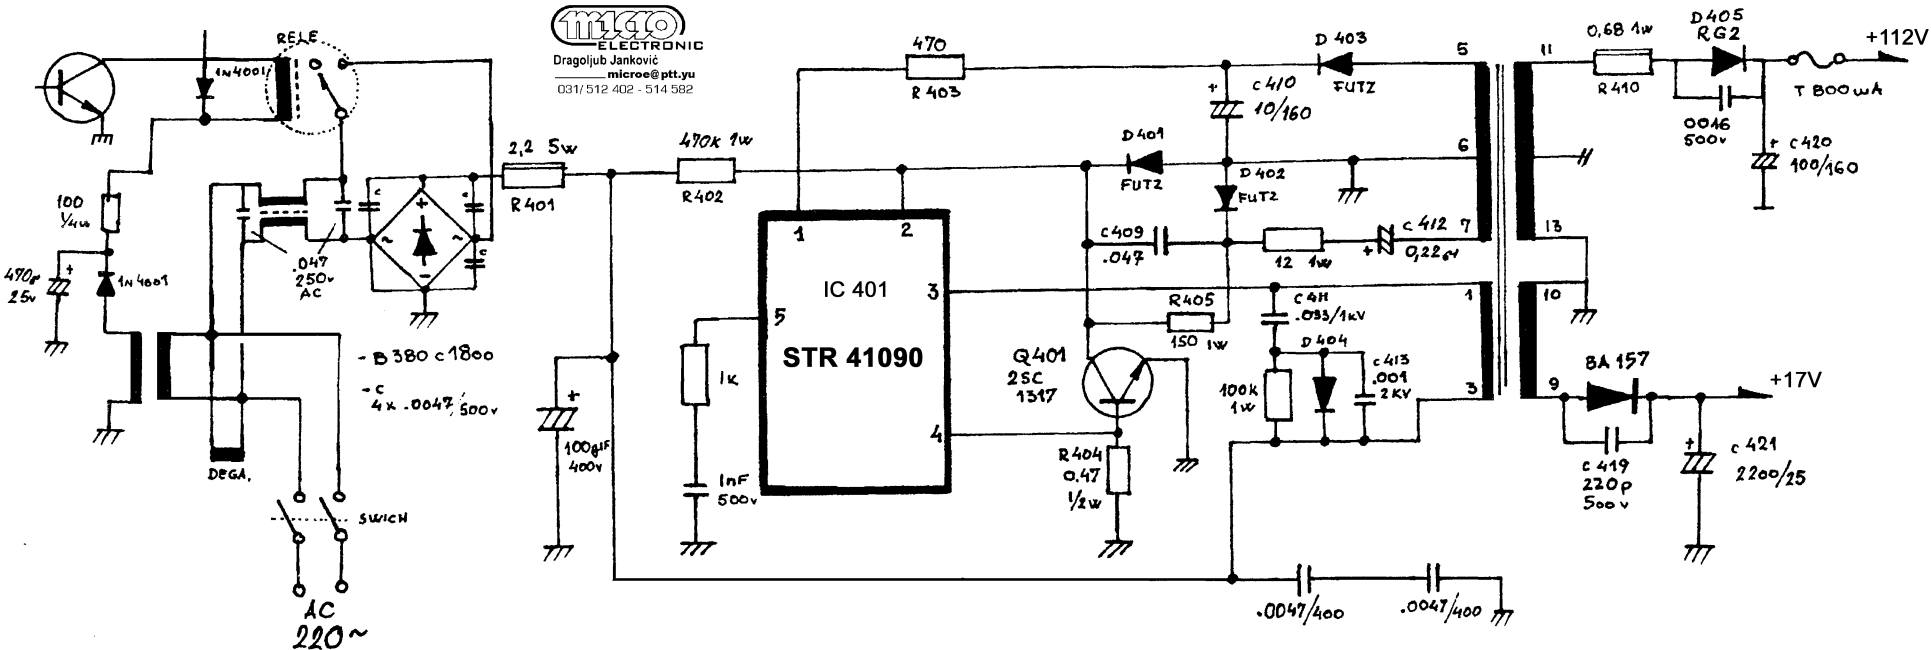 micro
ELECTRONIC
Dragoljub Janković
microe@ptt.yu
031/ 512 402 - 514 582
RELE
1N4001
100
1/4w
470µ
25v
+
1N4001
.047
250v
AC
DEGA,
SWICH
AC
220~
c
c
c
c
+
~
~
-
- B380 C1800
- C
4x .0047/500v
2,2 5w
R401
470K 1w
R402
470
R403
D403
FUTZ
+
C410
10/160
D401
FUTZ
D402
FUTZ
C409
.047
12 1w
+
C412
0,22µ
R405
150 1w
1
2
3
4
5
IC 401
STR 41090
1K
1nF
500v
+
100µF
400v
Q401
2SC
1317
R404
0.47
1/2w
C411
.033/1KV
D404
100K
1w
C413
.001
2KV
.0047/400
.0047/400
5
6
7
1
3
11
13
10
9
0,68 1w
R410
D405
RG2
0016
500v
T800mA
+112V
+
C420
100/160
BA157
+17V
C419
220p
500v
+
C421
2200/25